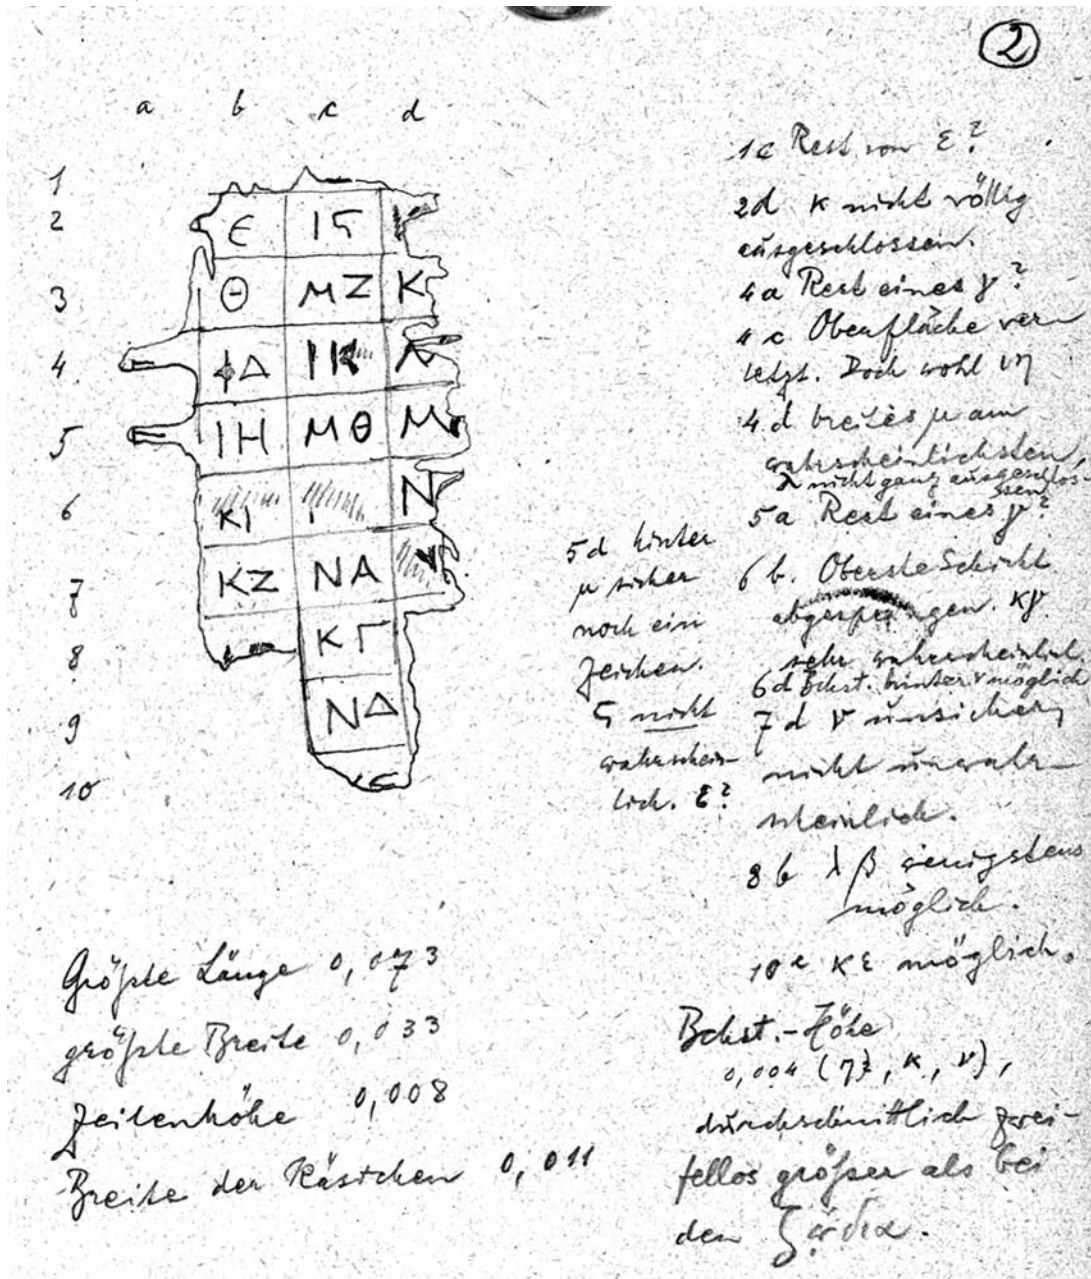 2
a b c d
1
2 Є Ιϛ
3 Θ ΜΖ Κ
4 ΙΔ ΙΚ Λ
5 ΙΗ ΜΘ Μ
6 ΚΙ Ι Ν
7 ΚΖ ΝΑ Ν
8 ΚΓ
9 ΝΔ
10
1c Rest von ε?
2d κ nicht völlig
ausgeschlossen.
4a Rest eines γ?
4c Oberfläche ver-
letzt. Doch wohl ιη
4d breites μ am
wahrscheinlichsten,
λ nicht ganz ausgeschlos-
ssen
5a Rest eines γ?
5d hinter
μ sicher
noch ein
Zeichen.
ϛ nicht
wahrschein-
lich. ε?
6b. Oberste Schicht
abgesprungen. κγ
sehr wahrscheinlich.
6d Bchst. hinter ν möglich
7d ν unsicher,
nicht unwahr-
scheinlich.
8b λβ wenigstens
möglich.
10c κε möglich.
Größte Länge 0,073
größte Breite 0,033
Zeilenhöhe 0,008
Breite der Kästchen 0,011
Bchst.-Höhe
0,004 (η, κ, ν),
durchschnittlich zwei-
fellos größer als bei
den ζῴδια.